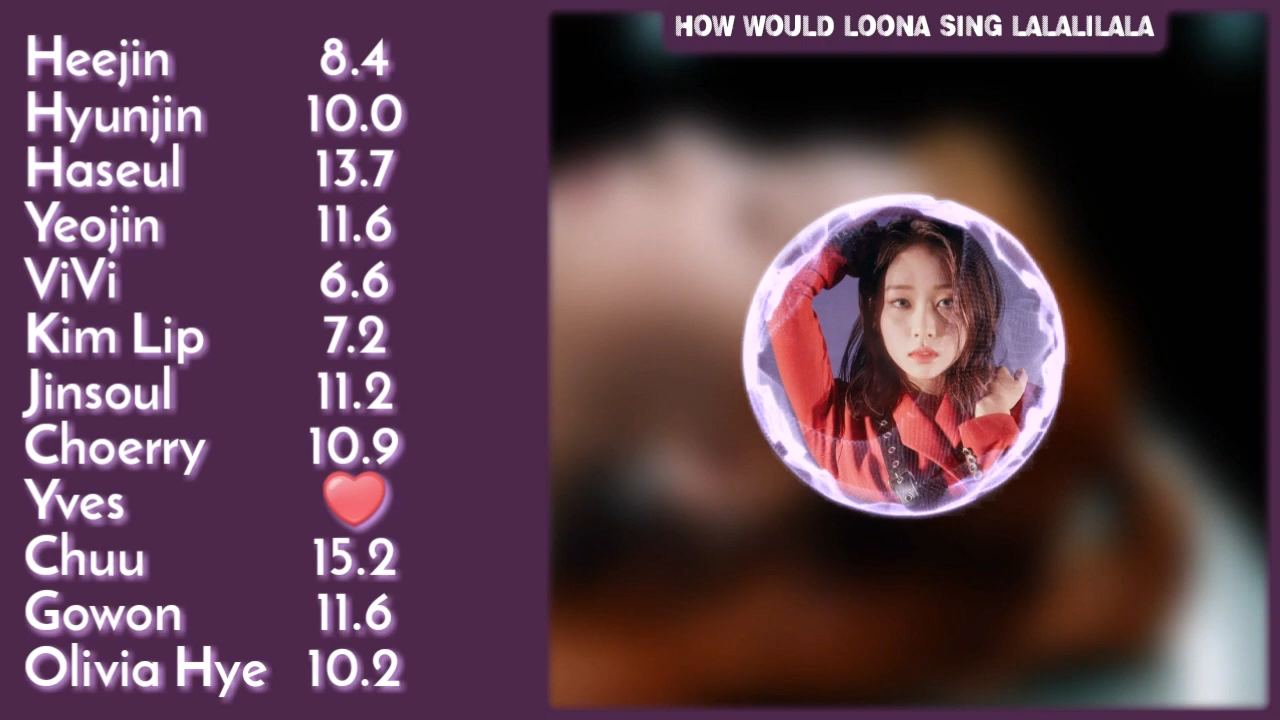 HOW WOULD LOONA SING LALALILALA
Heejin 8.4
Hyunjin 10.0
Haseul 13.7
Yeojin 11.6
ViVi 6.6
Kim Lip 7.2
Jinsoul 11.2
Choerry 10.9
Yves ❤️
Chuu 15.2
Gowon 11.6
Olivia Hye 10.2